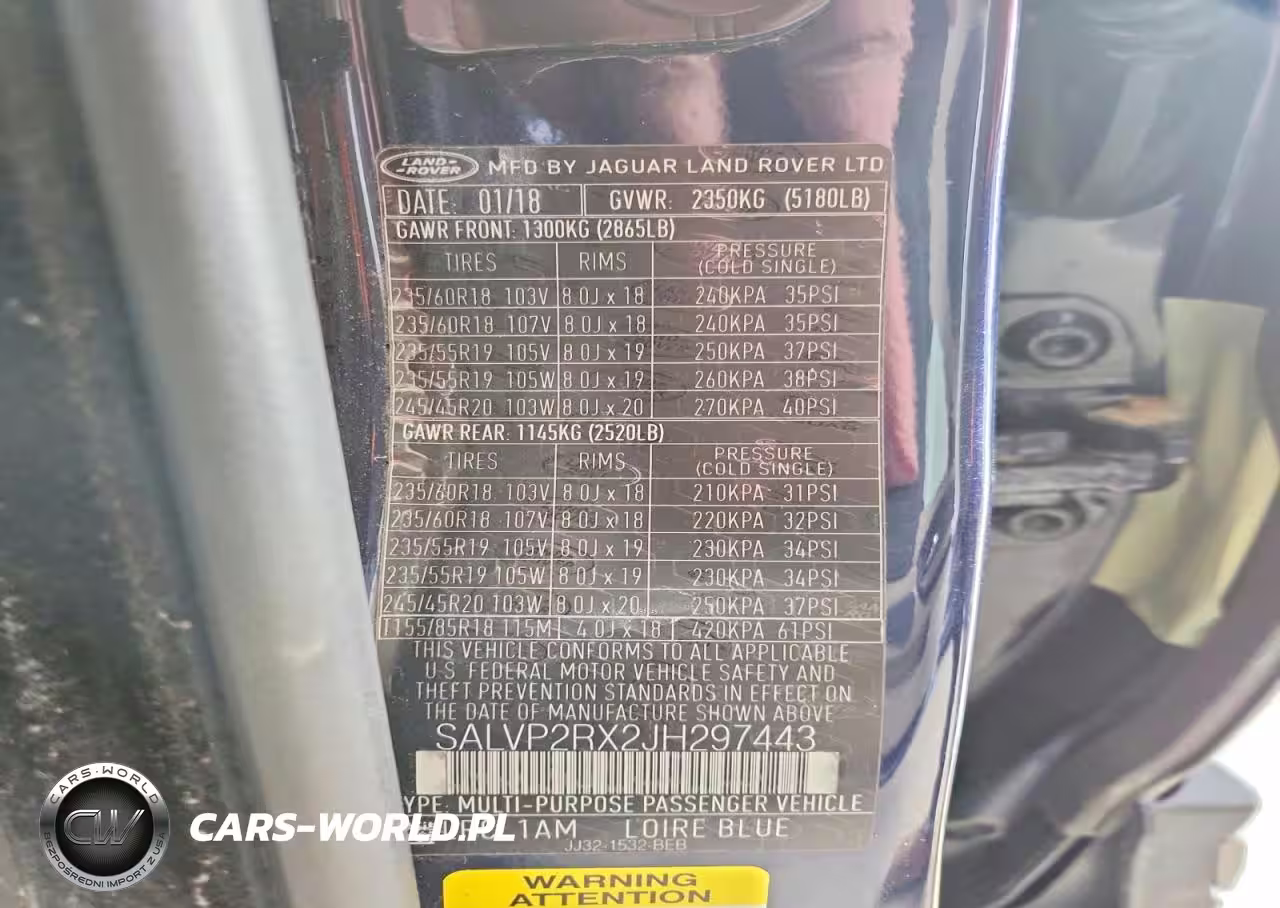 LAND-ROVER MFD BY JAGUAR LAND ROVER LTD
DATE: 01/18 GVWR: 2350KG (5180LB)
GAWR FRONT: 1300KG (2865LB)
TIRES RIMS PRESSURE (COLD SINGLE)
235/60R18 103V 8.0J x 18 240KPA 35PSI
235/60R18 107V 8.0J x 18 240KPA 35PSI
235/55R19 105V 8.0J x 19 250KPA 37PSI
235/55R19 105W 8.0J x 19 260KPA 38PSI
245/45R20 103W 8.0J x 20 270KPA 40PSI
GAWR REAR: 1145KG (2520LB)
TIRES RIMS PRESSURE (COLD SINGLE)
235/60R18 103V 8.0J x 18 210KPA 31PSI
235/60R18 107V 8.0J x 18 220KPA 32PSI
235/55R19 105V 8.0J x 19 230KPA 34PSI
235/55R19 105W 8.0J x 19 230KPA 34PSI
245/45R20 103W 8.0J x 20 250KPA 37PSI
T155/85R18 115M 4.0J x 18 420KPA 61PSI
THIS VEHICLE CONFORMS TO ALL APPLICABLE
U.S. FEDERAL MOTOR VEHICLE SAFETY AND
THEFT PREVENTION STANDARDS IN EFFECT ON
THE DATE OF MANUFACTURE SHOWN ABOVE
SALVP2RX2JH297443
YPE: MULTI-PURPOSE PASSENGER VEHICLE
1AM LOIRE BLUE
JJ32-1532-BEB
WARNING
ATTENTION
CARS-WORLD
CW
BEZPOŚREDNI IMPORT Z USA
CARS-WORLD.PL